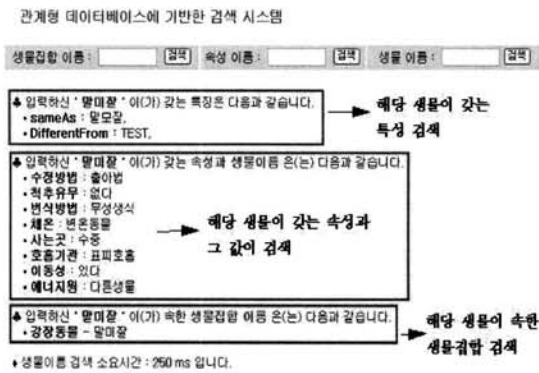 관계형 데이터베이스에 기반한 검색 시스템
생물집합 이름 : 검색 속성 이름 : 검색 생물 이름 : 검색
♣ 입력하신 ' 말미잘 ' 이(가) 갖는 특징은 다음과 같습니다.
• sameAs : 말모잘,
• DifferentFrom : TEST,
해당 생물이 갖는
특성 검색
♣ 입력하신 ' 말미잘 ' 이(가) 갖는 속성과 생물이름 은(는) 다음과 같습니다.
• 수정방법 : 출아법
• 척추유무 : 없다
• 번식방법 : 무성생식
• 체온 : 변온동물
• 사는곳 : 수중
• 호흡기관 : 표피호흡
• 이동성 : 있다
• 에너지원 : 다른생물
해당 생물이 갖는 속성과
그 값이 검색
♣ 입력하신 ' 말미잘 ' 이(가) 속한 생물집합 이름 은(는) 다음과 같습니다.
• 강장동물 - 말미잘
해당 생물이 속한
생물집합 검색
♦ 생물이름 검색 소요시간 : 250 ms 입니다.